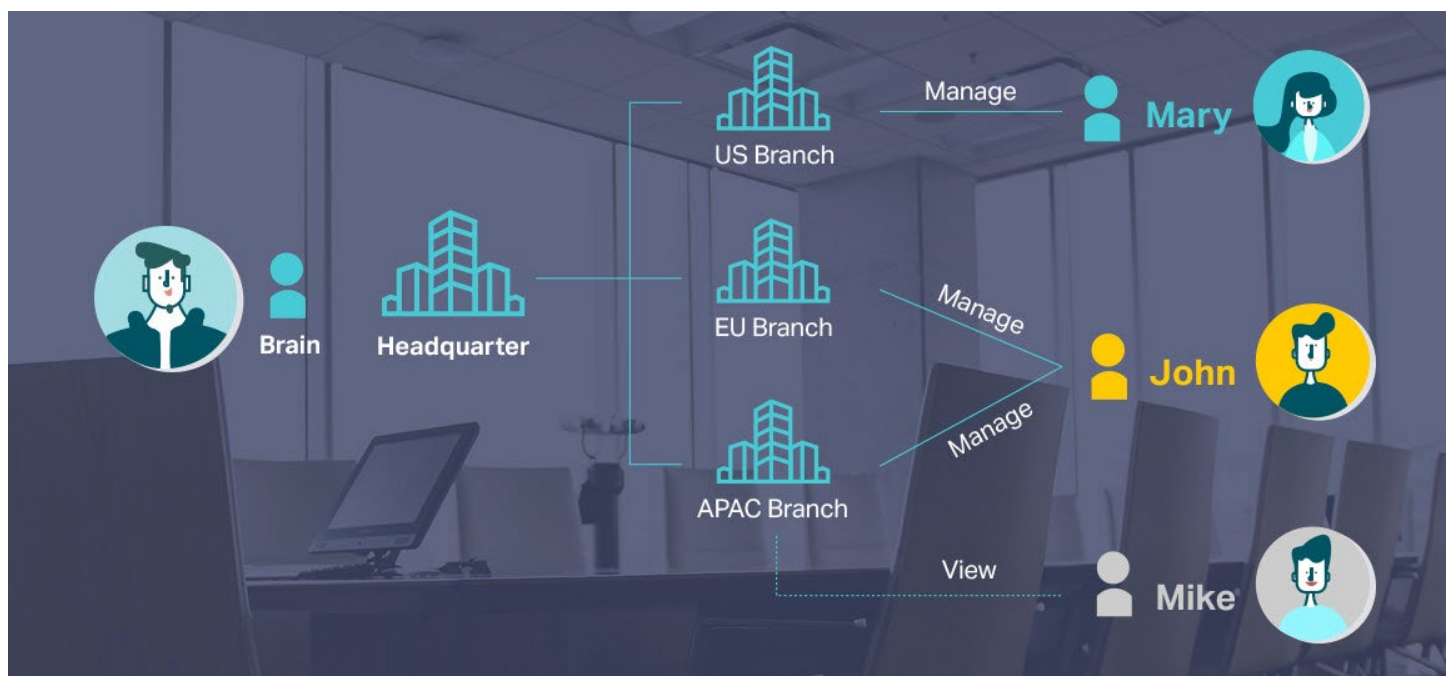 Manage
Mary
US Branch
Brain
Headquarter
EU Branch
Manage
John
Manage
APAC Branch
View
Mike